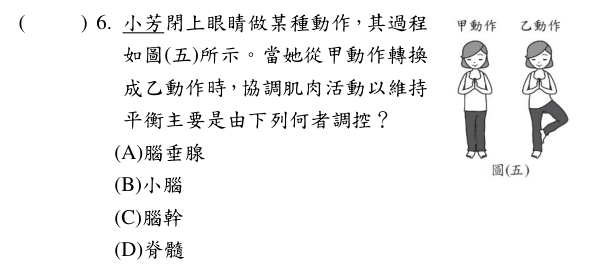 (　　) 6. 小芳閉上眼睛做某種動作，其過程
如圖(五)所示。當她從甲動作轉換
成乙動作時，協調肌肉活動以維持
平衡主要是由下列何者調控？
(A)腦垂腺
(B)小腦
(C)腦幹
(D)脊髓
甲動作 乙動作
圖(五)